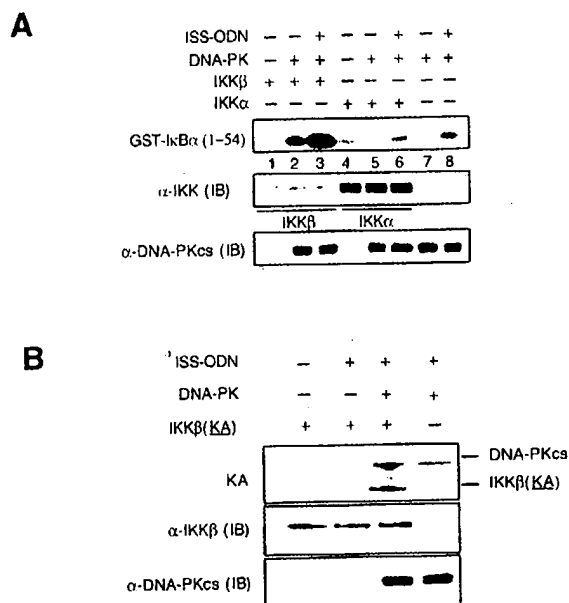 A
ISS-ODN − − + − − + − +
DNA-PK − + + − + + + +
IKKβ + + + − − − − −
IKKα − − − + + + − −
GST-IκBα (1−54)
1 2 3 4 5 6 7 8
α-IKK (IB)
IKKβ IKKα
α-DNA-PKcs (IB)
B
ISS-ODN − + + +
DNA-PK − − + +
IKKβ(KA) + + + −
KA
DNA-PKcs
IKKβ(KA)
α-IKKβ (IB)
α-DNA-PKcs (IB)